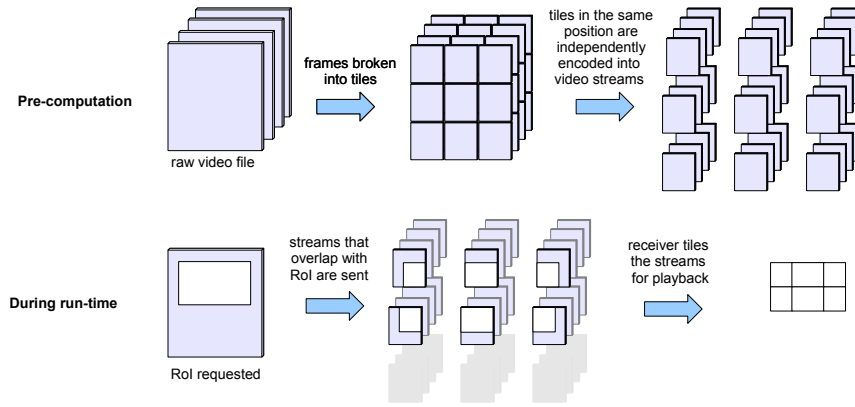 tiles in the same
position are
independently
encoded into
video streams
frames broken
into tiles
Pre-computation
raw video file
streams that
overlap with
RoI are sent
receiver tiles
the streams
for playback
During run-time
RoI requested